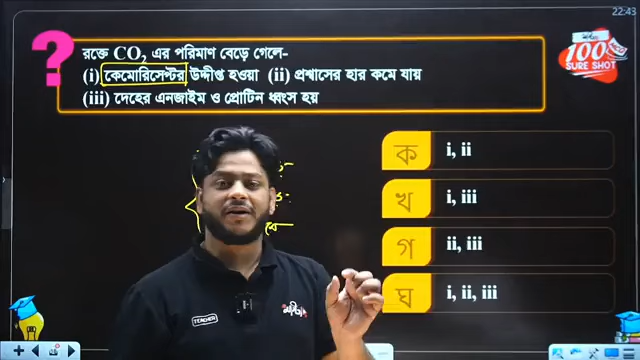 22:43
রক্তে CO2 এর পরিমাণ বেড়ে গেলে-
(i) কেমোরিসেপ্টর উদ্দীপ্ত হওয়া (ii) প্রশ্বাসের হার কমে যায়
(iii) দেহের এনজাইম ও প্রোটিন ধ্বংস হয়
100
SURE SHOT
ক i, ii
খ i, iii
গ ii, iii
ঘ i, ii, iii
TEACHER